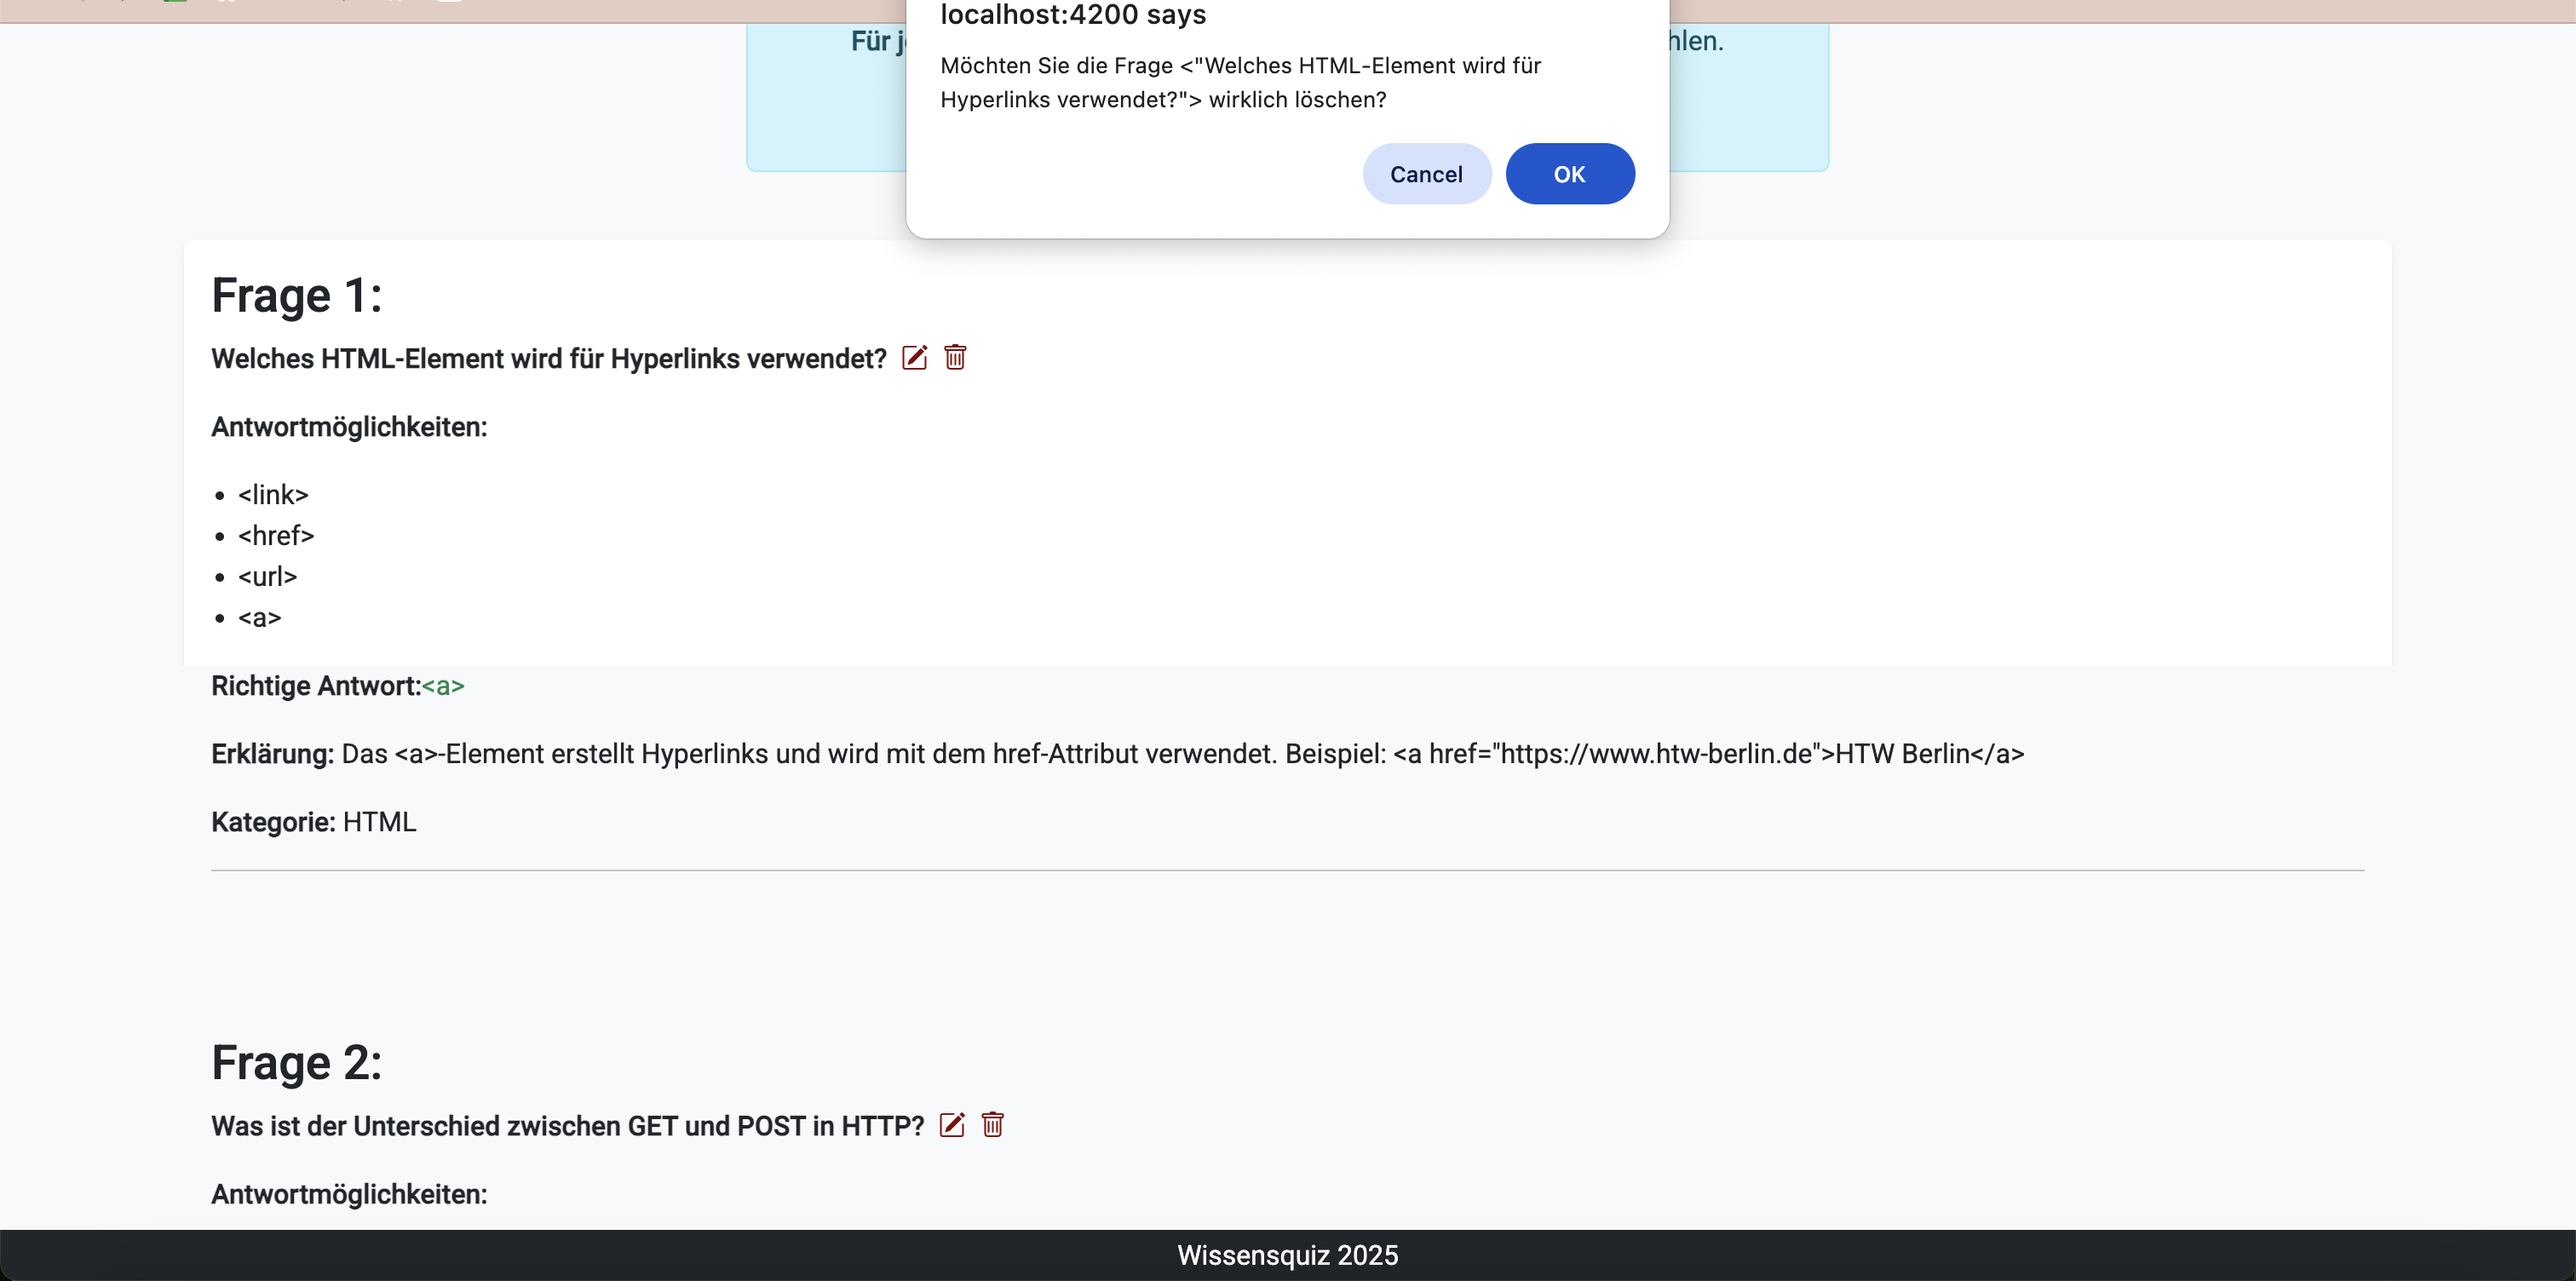 localhost:4200 says
Für
hlen.
Möchten Sie die Frage <"Welches HTML-Element wird für
Hyperlinks verwendet?"> wirklich löschen?
Cancel
OK
Frage 1:
Welches HTML-Element wird für Hyperlinks verwendet?
Antwortmöglichkeiten:
• <link>
• <href>
• <url>
• <a>
Richtige Antwort:<a>
Erklärung: Das <a>-Element erstellt Hyperlinks und wird mit dem href-Attribut verwendet. Beispiel: <a href="https://www.htw-berlin.de">HTW Berlin</a>
Kategorie: HTML
Frage 2:
Was ist der Unterschied zwischen GET und POST in HTTP?
Antwortmöglichkeiten:
Wissensquiz 2025